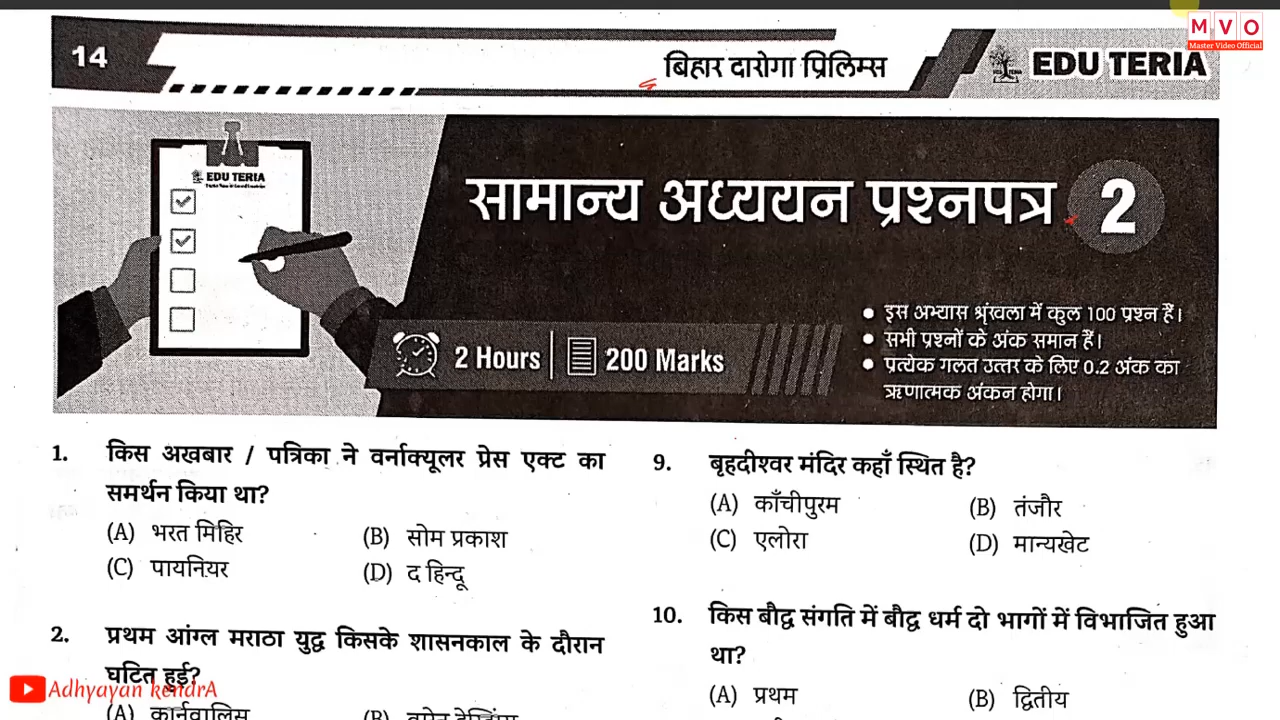 14
बिहार दारोगा प्रिलिम्स
EDU TERIA
M V O
Master Video Official
EDU TERIA
सामान्य अध्ययन प्रश्नपत्र 2
2 Hours
200 Marks
● इस अभ्यास श्रृंखला में कुल 100 प्रश्न हैं।
● सभी प्रश्नों के अंक समान हैं।
● प्रत्येक गलत उत्तर के लिए 0.2 अंक का
ऋणात्मक अंकन होगा।
1. किस अखबार / पत्रिका ने वर्नाक्यूलर प्रेस एक्ट का
समर्थन किया था?
(A) भरत मिहिर (B) सोम प्रकाश
(C) पायनियर (D) द हिन्दू
2. प्रथम आंग्ल मराठा युद्ध किसके शासनकाल के दौरान
घटित हुई?
(A) कार्नवालिस (B) वारेन हेस्टिंग्स
9. बृहदीश्वर मंदिर कहाँ स्थित है?
(A) काँचीपुरम (B) तंजौर
(C) एलोरा (D) मान्यखेट
10. किस बौद्ध संगति में बौद्ध धर्म दो भागों में विभाजित हुआ
था?
(A) प्रथम (B) द्वितीय
Adhyayan kendrA